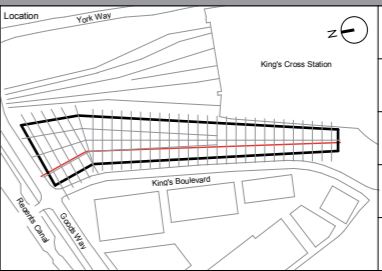 Location
York Way
N
King's Cross Station
King's Boulevard
Regents Canal
Goods Way